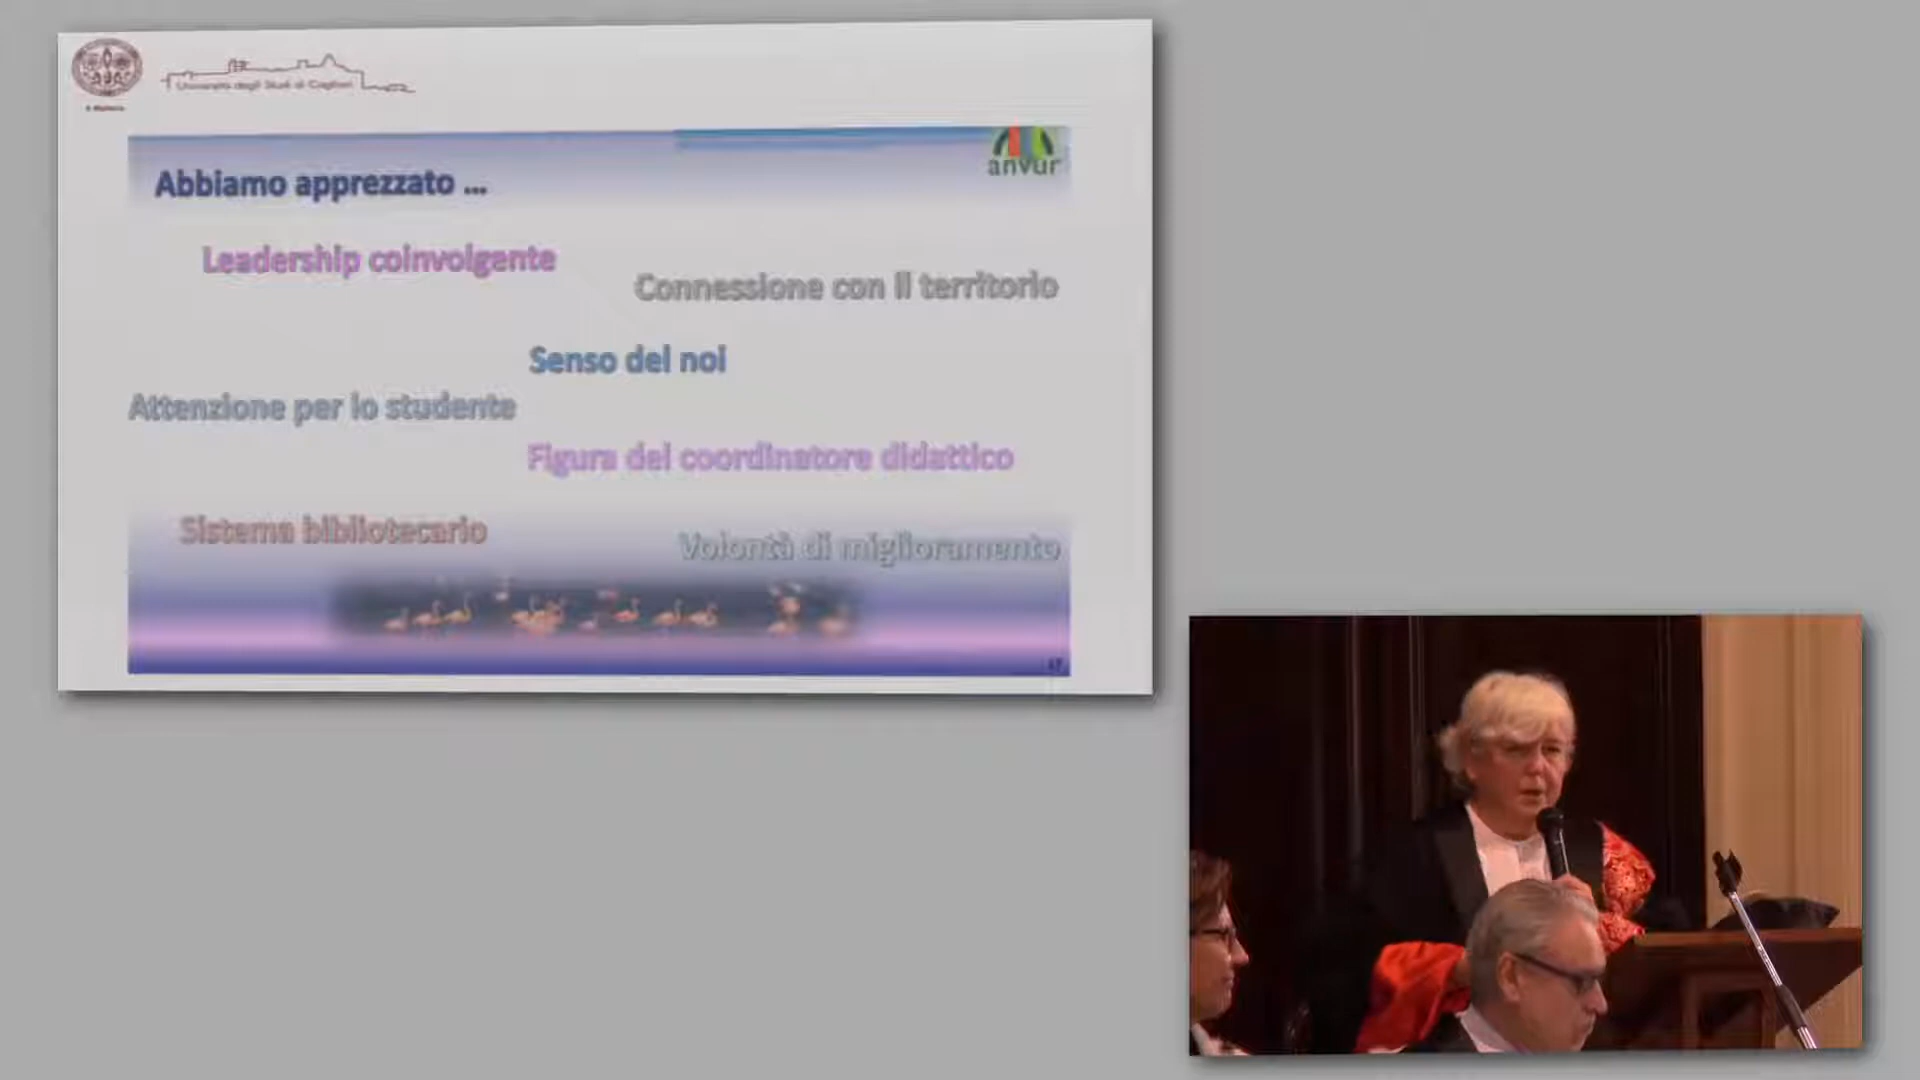 Università degli Studi di Cagliari
anvur
Abbiamo apprezzato ...
Leadership coinvolgente
Connessione con il territorio
Senso del noi
Attenzione per lo studente
Figura del coordinatore didattico
Sistema bibliotecario
Volontà di miglioramento